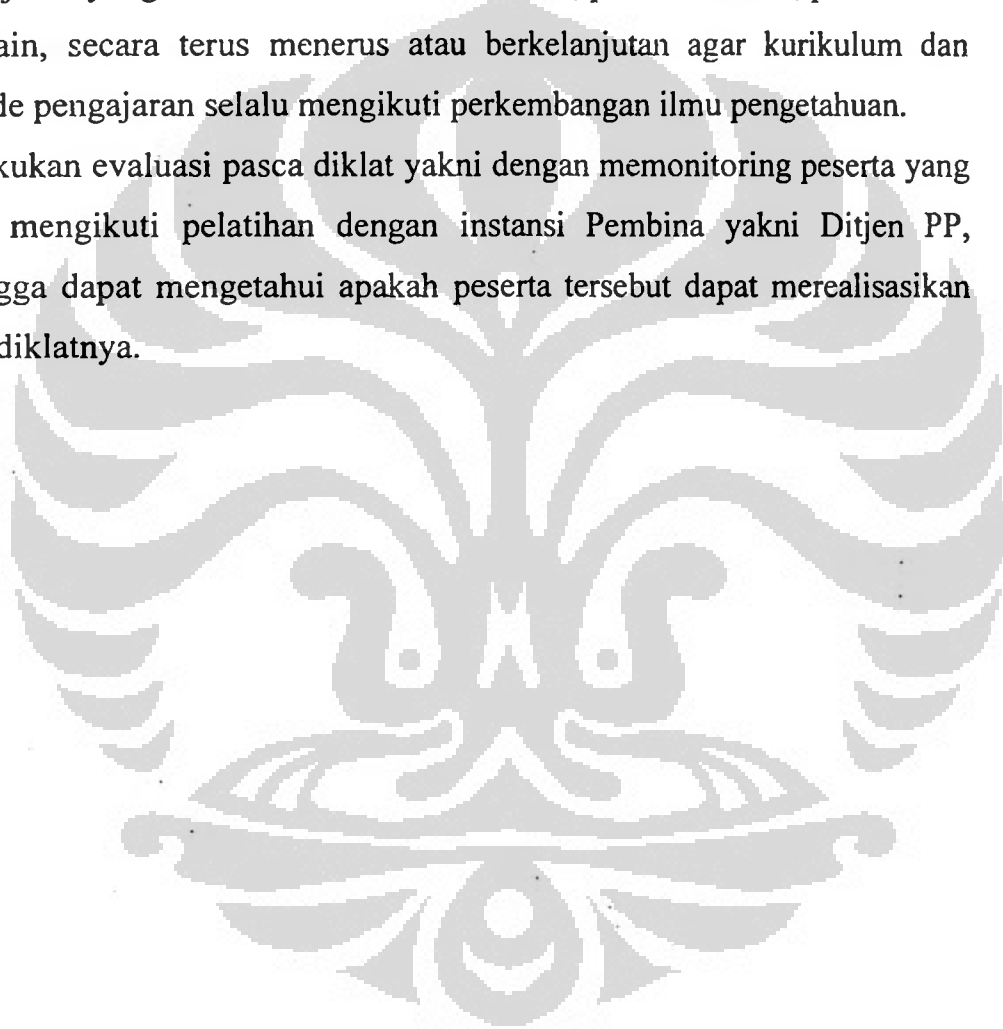 ain, secara terus menerus atau berkelanjutan agar kurikulum dan
de pengajaran selalu mengikuti perkembangan ilmu pengetahuan.
kukan evaluasi pasca diklat yakni dengan memonitoring peserta yang
mengikuti pelatihan dengan instansi Pembina yakni Ditjen PP,
gga dapat mengetahui apakah peserta tersebut dapat merealisasikan
diklatnya.